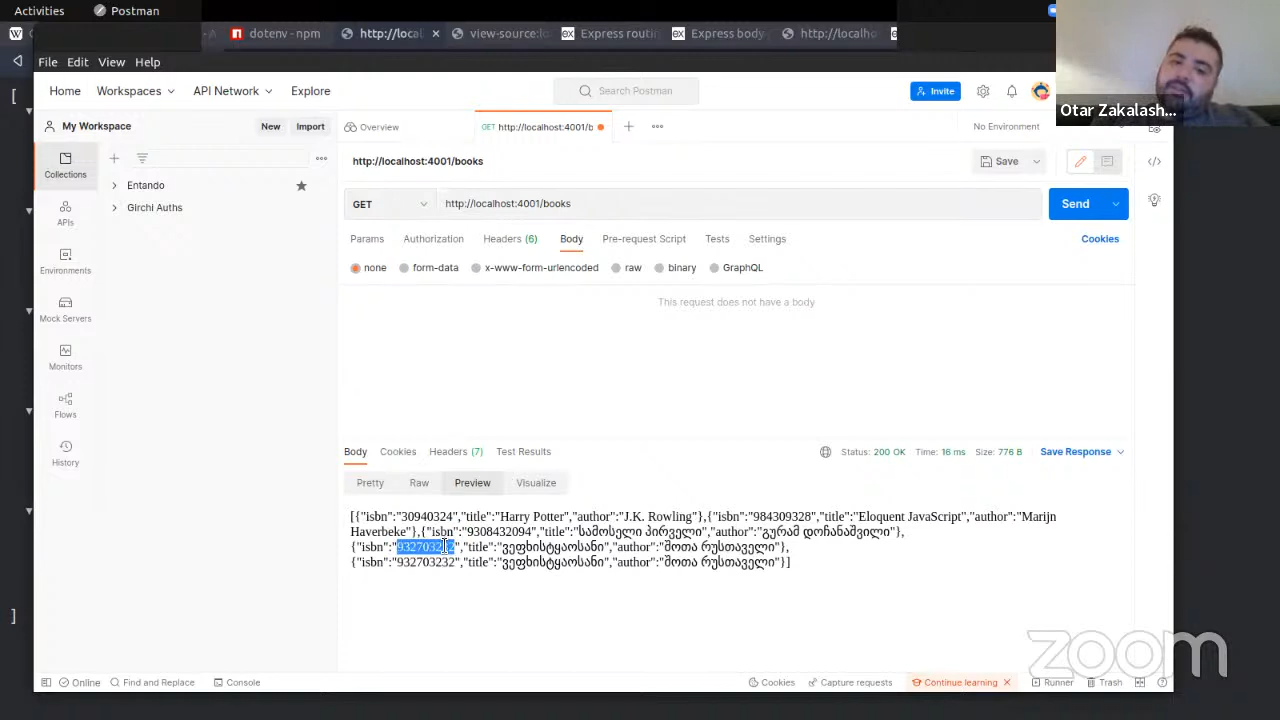 Activities Postman
dotenv - npm http://local × view-source:lo Express routin Express body- http://localho
File Edit View Help
Home Workspaces API Network Explore Search Postman Invite
Otar Zakalash...
My Workspace New Import Overview GET http://localhost:4001/b No Environment
Collections
APIs
Environments
Mock Servers
Monitors
Flows
History
Entando
Girchi Auths
http://localhost:4001/books Save
GET http://localhost:4001/books Send
Params Authorization Headers (6) Body Pre-request Script Tests Settings Cookies
none form-data x-www-form-urlencoded raw binary GraphQL
This request does not have a body
Body Cookies Headers (7) Test Results Status: 200 OK Time: 16 ms Size: 776 B Save Response
Pretty Raw Preview Visualize
[{"isbn":"30940324","title":"Harry Potter","author":"J.K. Rowling"},{"isbn":"984309328","title":"Eloquent JavaScript","author":"Marijn
Haverbeke"},{"isbn":"9308432094","title":"სამოსელი პირველი","author":"გურამ დოჩანაშვილი"},
{"isbn":"932703232","title":"ვეფხისტყაოსანი","author":"შოთა რუსთაველი"},
{"isbn":"932703232","title":"ვეფხისტყაოსანი","author":"შოთა რუსთაველი"}]
zoom
Online Find and Replace Console Cookies Capture requests Continue learning Runner Trash